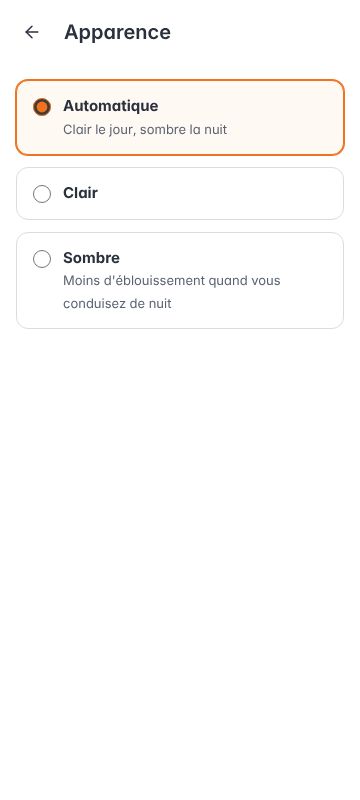 Apparence
Automatique
Clair le jour, sombre la nuit
Clair
Sombre
Moins d'éblouissement quand vous
conduisez de nuit